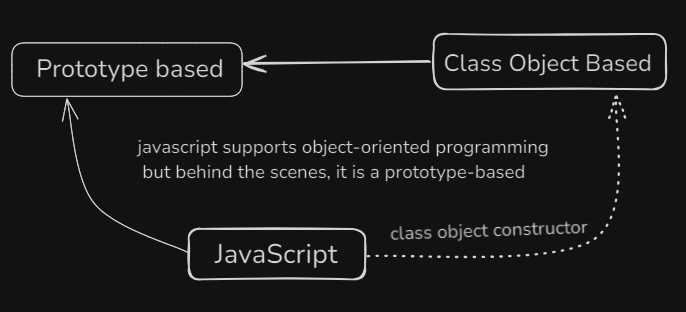 Prototype based
Class Object Based
javascript supports object-oriented programming
but behind the scenes, it is a prototype-based
class object constructor
JavaScript